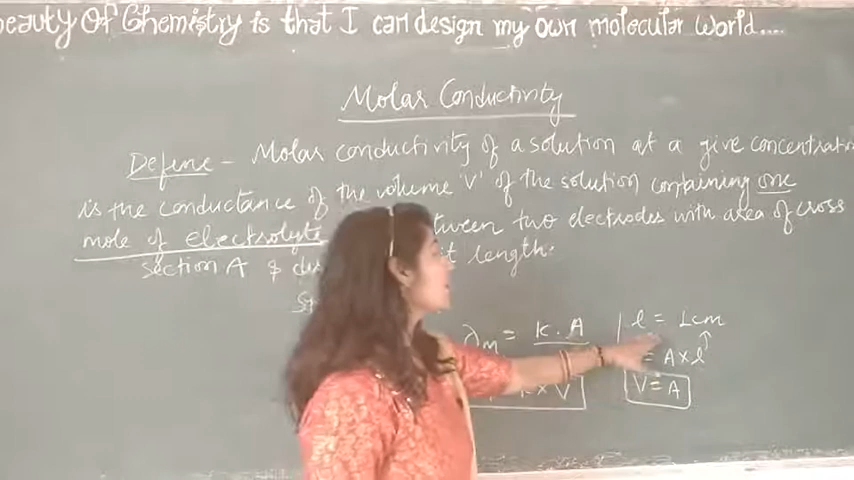 beauty Of Chemistry is that I can design my own molecular world....
Molar Conductivity
Define - Molar conductivity of a solution at a give concentration
is the conductance of the volume 'V' of the solution containing one
mole of electrolyte between two electrodes with area of cross
section A & length.
λm = K. A
l = 1cm
= A x l
K x V
V = A